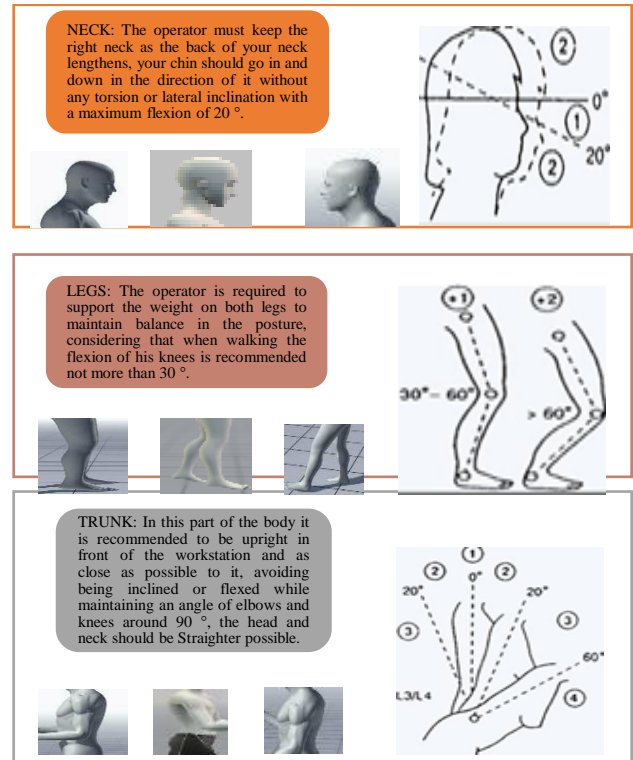 NECK: The operator must keep the
right neck as the back of your neck
lengthens, your chin should go in and
down in the direction of it without
any torsion or lateral inclination with
a maximum flexion of 20 °.
2
0°
1
20°
2
LEGS: The operator is required to
support the weight on both legs to
maintain balance in the posture,
considering that when walking the
flexion of his knees is recommended
not more than 30 °.
+1
+2
30°- 60°
> 60°
TRUNK: In this part of the body it
is recommended to be upright in
front of the workstation and as
close as possible to it, avoiding
being inclined or flexed while
maintaining an angle of elbows and
knees around 90 °, the head and
neck should be Straighter possible.
1
2
0°
2
20°
20°
3
3
60°
L3/L4
4